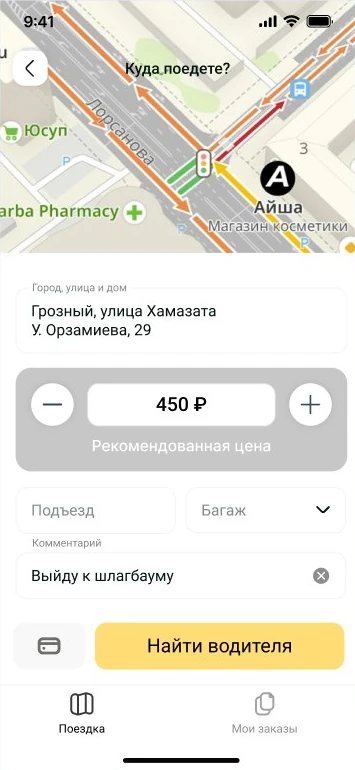 9:41
u
Куда поедете?
Дорсанова
Юсуп
P
3
arba Pharmacy
A
Айша
Магазин косметики
P
P
Город, улица и дом
Грозный, улица Хамазата
У. Орзамиева, 29
450 ₽
Рекомендованная цена
Подъезд
Багаж
Комментарий
Выйду к шлагбауму
Найти водителя
Поездка
Мои заказы